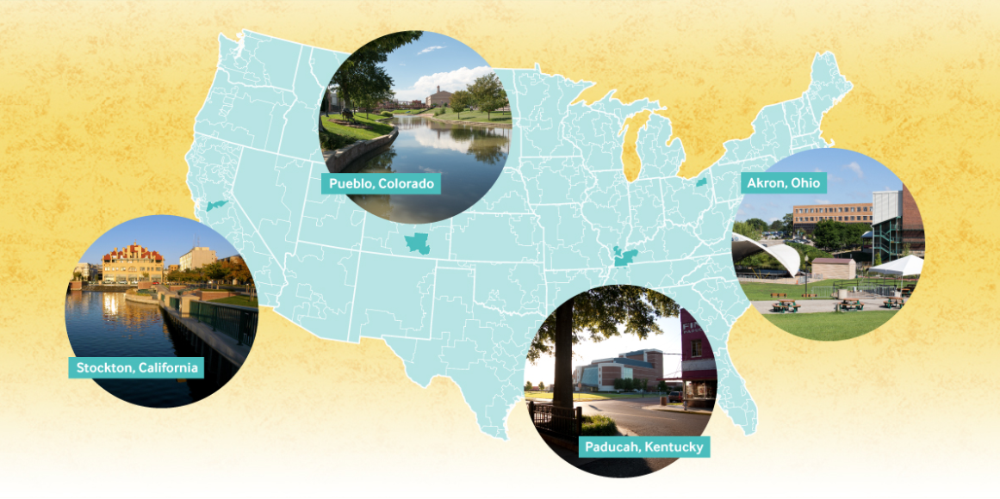 Pueblo, Colorado
Akron, Ohio
Stockton, California
Paducah, Kentucky